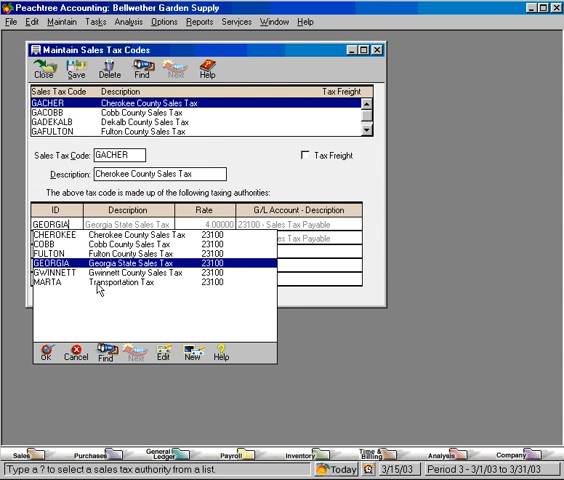 Peachtree Accounting: Bellwether Garden Supply
File Edit Maintain Tasks Analysis Options Reports Services Window Help
Maintain Sales Tax Codes
Close Save Delete Find Next Help
Sales Tax Code Description Tax Freight
GACHER Cherokee County Sales Tax
GACOBB Cobb County Sales Tax
GADEKALB Dekalb County Sales Tax
GAFULTON Fulton County Sales Tax
Sales Tax Code: GACHER Tax Freight
Description: Cherokee County Sales Tax
The above tax code is made up of the following taxing authorities:
ID Description Rate G/L Account - Description
GEORGIA Georgia State Sales Tax 4.00000 23100 - Sales Tax Payable
Sales Tax Payable
CHEROKEE Cherokee County Sales Tax 23100
COBB Cobb County Sales Tax 23100
FULTON Fulton County Sales Tax 23100
GEORGIA Georgia State Sales Tax 23100
GWINNETT Gwinnett County Sales Tax 23100
MARTA Transportation Tax 23100
OK Cancel Find Next Edit New Help
Sales Purchases General Ledger Payroll Inventory Time & Billing Analysis Company
Type a ? to select a sales tax authority from a list. Today 3/15/03 Period 3 - 3/1/03 to 3/31/03